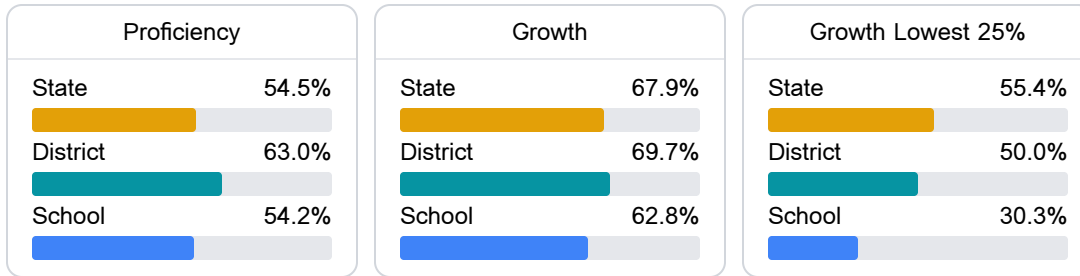 Proficiency
State 54.5%
District 63.0%
School 54.2%
Growth
State 67.9%
District 69.7%
School 62.8%
Growth Lowest 25%
State 55.4%
District 50.0%
School 30.3%